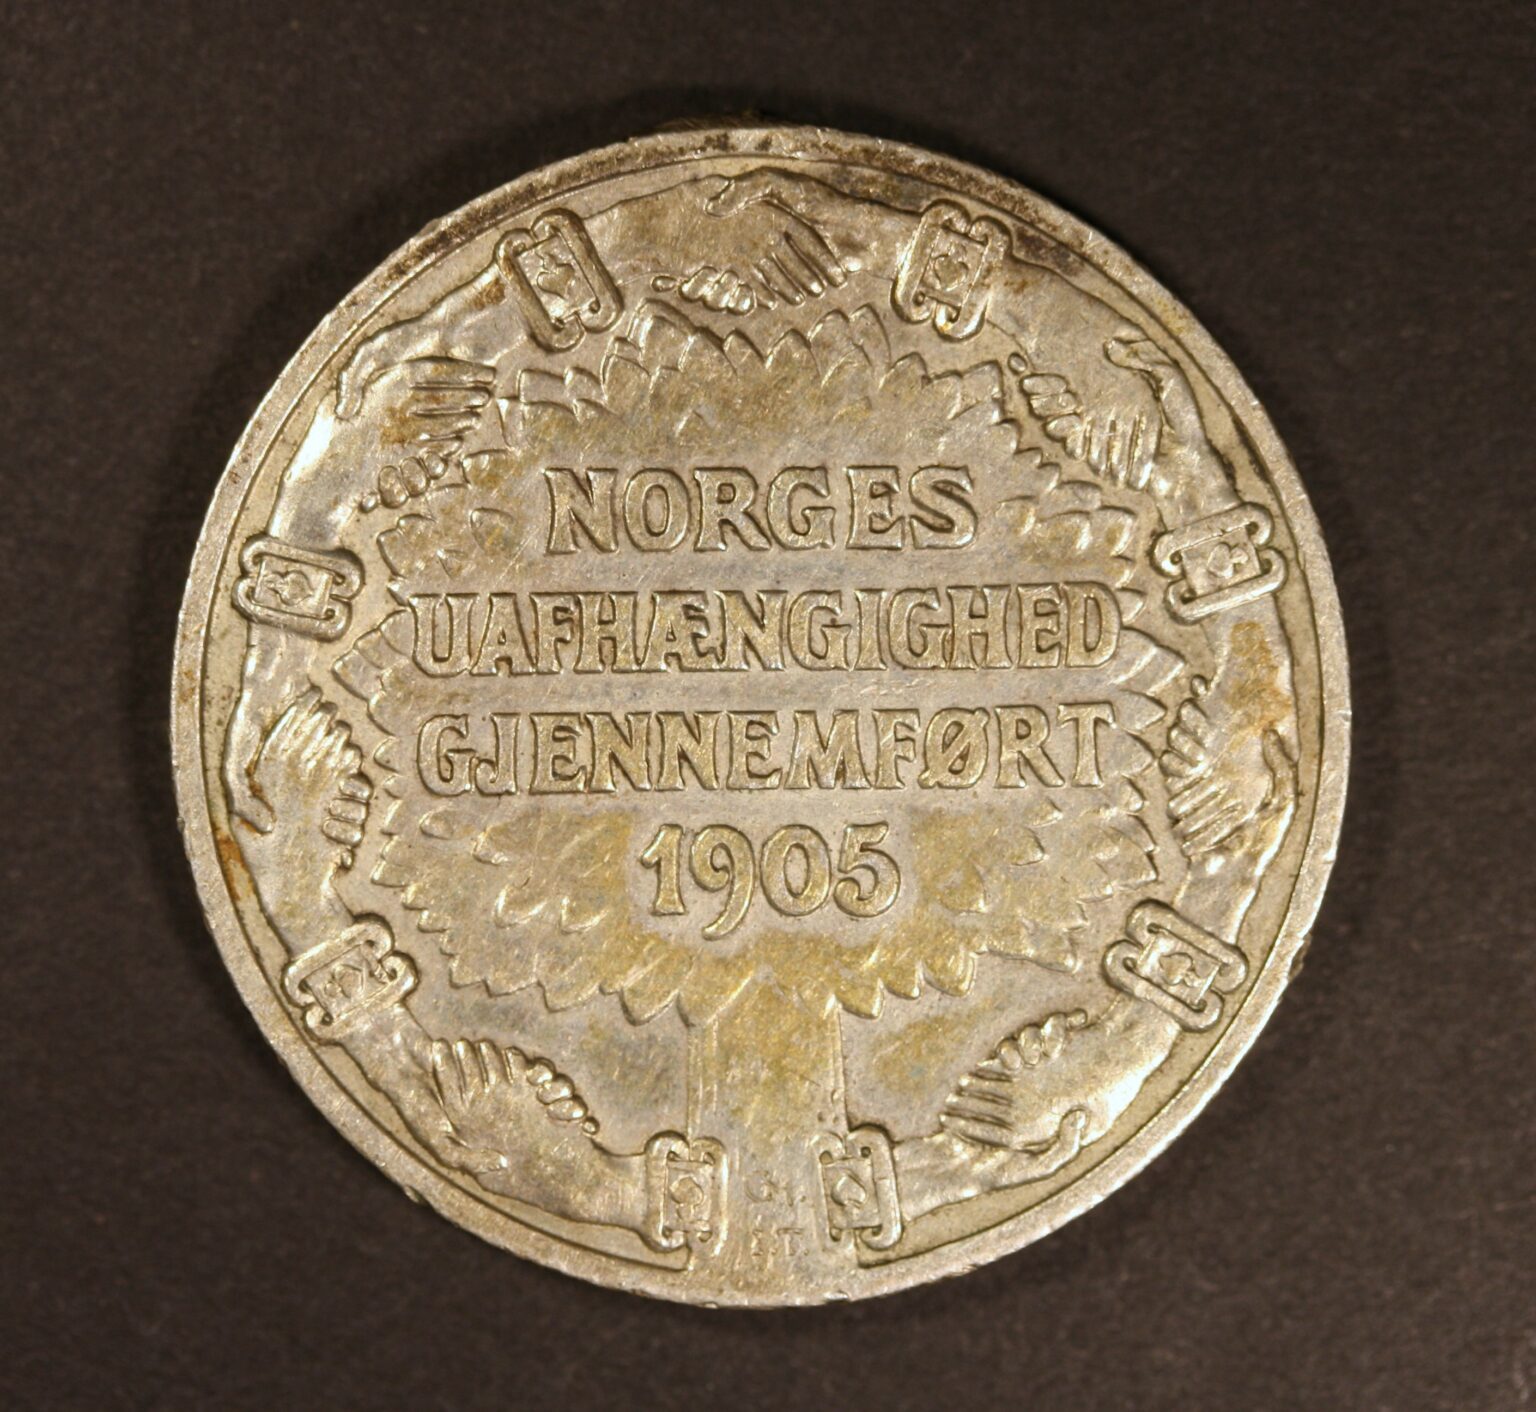 NORGES
UAFHÆNGIGHED
GJENNEMFØRT
1905